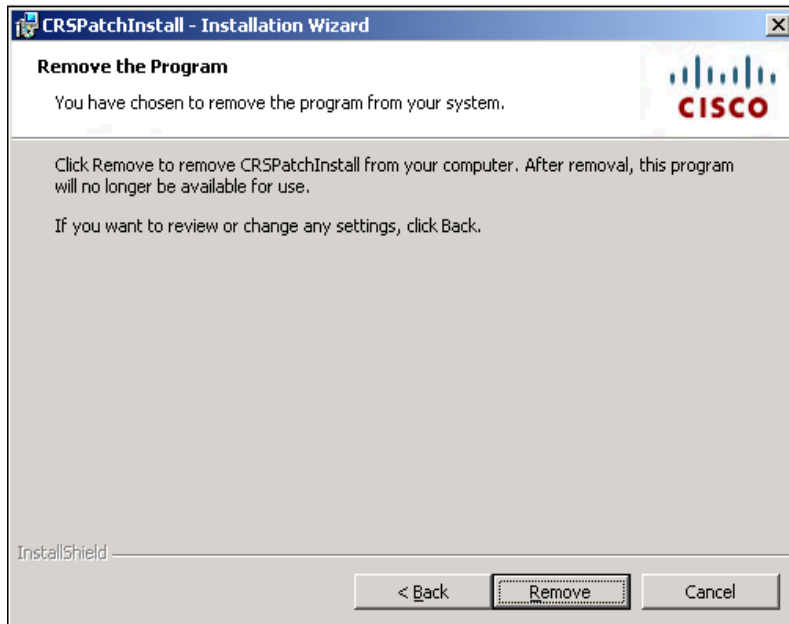 CRSPatchInstall - Installation Wizard
Remove the Program
You have chosen to remove the program from your system.
CISCO
Click Remove to remove CRSPatchInstall from your computer. After removal, this program
will no longer be available for use.
If you want to review or change any settings, click Back.
InstallShield
< Back
Remove
Cancel